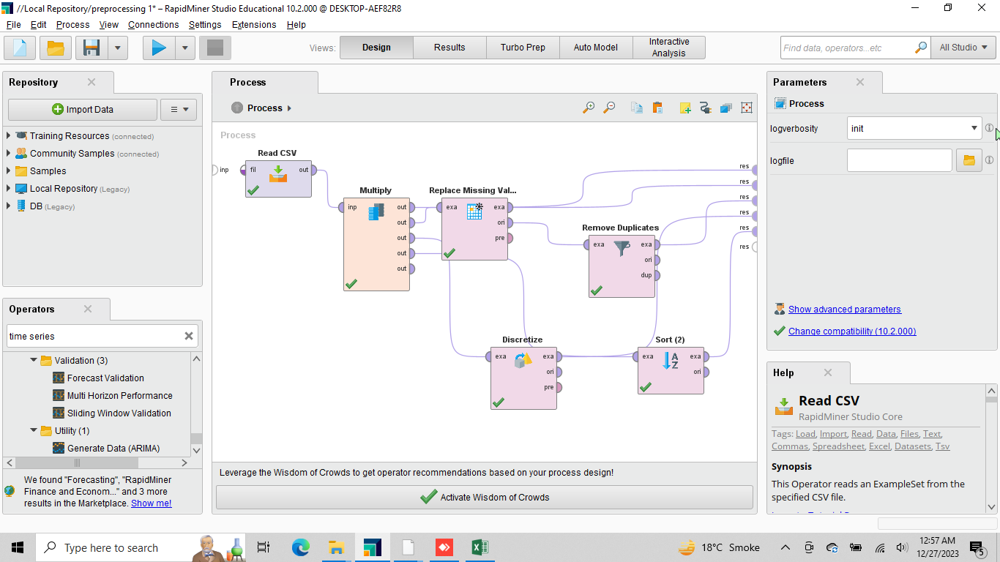 //Local Repository/preprocessing 1* – RapidMiner Studio Educational 10.2.000 @ DESKTOP-AEF82R8
File Edit Process View Connections Settings Extensions Help
Views: Design Results Turbo Prep Auto Model Interactive Analysis
Find data, operators...etc All Studio
Repository
Import Data
Training Resources (connected)
Community Samples (connected)
Samples
Local Repository (Legacy)
DB (Legacy)
Operators
time series
Validation (3)
Forecast Validation
Multi Horizon Performance
Sliding Window Validation
Utility (1)
Generate Data (ARIMA)
We found "Forecasting", "RapidMiner
Finance and Econom..." and 3 more
results in the Marketplace. Show me!
Process
Process
Process
inp
Read CSV
fil out
Multiply
inp out
out
out
out
out
Replace Missing Val...
exa exa
ori
pre
Remove Duplicates
exa exa
ori
dup
Discretize
exa exa
ori
pre
Sort (2)
exa exa
ori
res
res
res
res
res
res
Leverage the Wisdom of Crowds to get operator recommendations based on your process design!
Activate Wisdom of Crowds
Parameters
Process
logverbosity init
logfile
Show advanced parameters
Change compatibility (10.2.000)
Help
Read CSV
RapidMiner Studio Core
Tags: Load, Import, Read, Data, Files, Text,
Commas, Spreadsheet, Excel, Datasets, Tsv
Synopsis
This Operator reads an ExampleSet from the
specified CSV file.
Type here to search
18°C Smoke
12:57 AM
12/27/2023
5